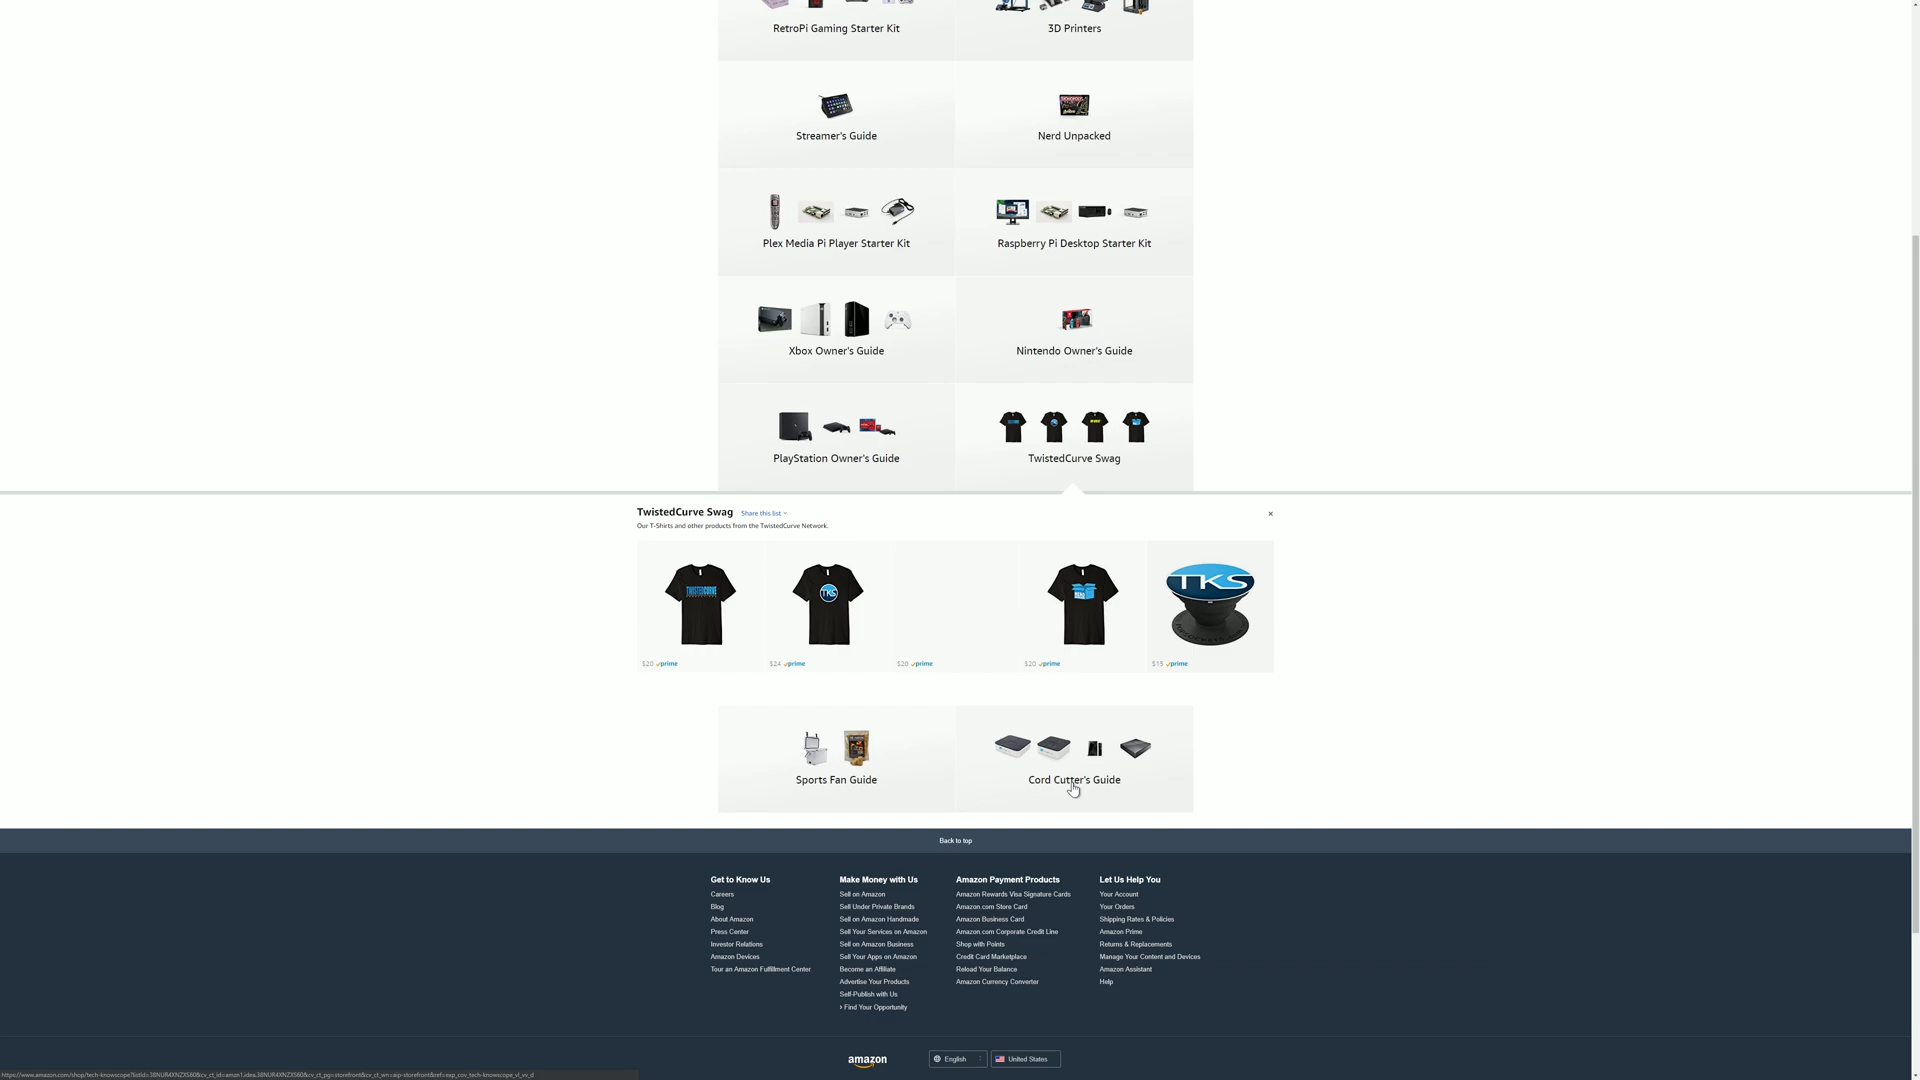 RetroPi Gaming Starter Kit
3D Printers
Streamer's Guide
Nerd Unpacked
Plex Media Pi Player Starter Kit
Raspberry Pi Desktop Starter Kit
Xbox Owner's Guide
Nintendo Owner's Guide
PlayStation Owner's Guide
TwistedCurve Swag
TwistedCurve Swag Share this list
Our T-Shirts and other products from the TwistedCurve Network.
TWISTEDCURVE
TKS
NERD
TKS
$20 prime
$24 prime
$20 prime
$20 prime
$15 prime
Sports Fan Guide
Cord Cutter's Guide
Back to top
Get to Know Us
Careers
Blog
About Amazon
Press Center
Investor Relations
Amazon Devices
Tour an Amazon Fulfillment Center
Make Money with Us
Sell on Amazon
Sell Under Private Brands
Sell on Amazon Handmade
Sell Your Services on Amazon
Sell on Amazon Business
Sell Your Apps on Amazon
Become an Affiliate
Advertise Your Products
Self-Publish with Us
› Find Your Opportunity
Amazon Payment Products
Amazon Rewards Visa Signature Cards
Amazon.com Store Card
Amazon Business Card
Amazon.com Corporate Credit Line
Shop with Points
Credit Card Marketplace
Reload Your Balance
Amazon Currency Converter
Let Us Help You
Your Account
Your Orders
Shipping Rates & Policies
Amazon Prime
Returns & Replacements
Manage Your Content and Devices
Amazon Assistant
Help
amazon
English
United States